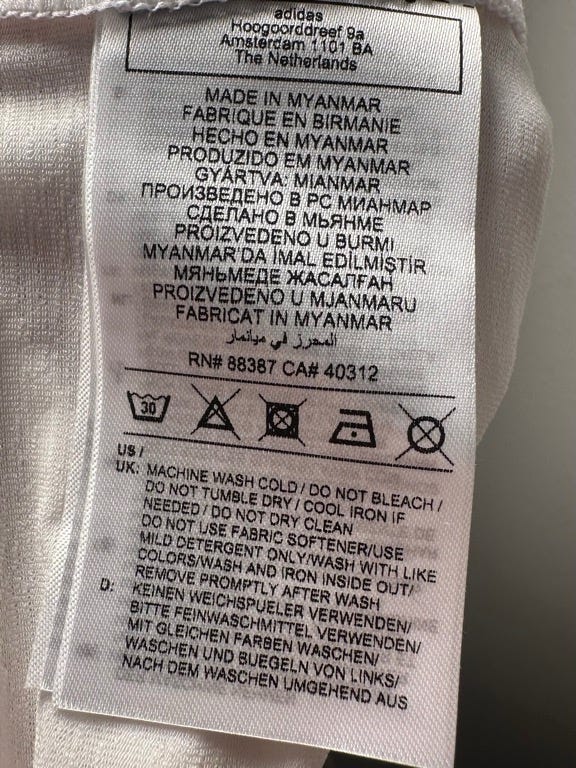 adidas
Hoogoorddreef 9a
Amsterdam 1101 BA
The Netherlands
MADE IN MYANMAR
FABRIQUE EN BIRMANIE
HECHO EN MYANMAR
PRODUZIDO EM MYANMAR
GYÁRTVA: MIANMAR
ПРОИЗВЕДЕНО В РС МИАНМАР
СДЕЛАНО В МЬЯНМЕ
PROIZVEDENO U BURMI
MYANMAR'DA IMAL EDİLMİŞTİR
МЯНЬМЕДЕ ЖАСАЛҒАН
PROIZVEDENO U MJANMARU
FABRICAT IN MYANMAR
المحرز في ميانمار
RN# 88387 CA# 40312
30
US /
UK: MACHINE WASH COLD / DO NOT BLEACH /
DO NOT TUMBLE DRY / COOL IRON IF
NEEDED / DO NOT DRY CLEAN
DO NOT USE FABRIC SOFTENER/USE
MILD DETERGENT ONLY/WASH WITH LIKE
COLORS/WASH AND IRON INSIDE OUT/
REMOVE PROMPTLY AFTER WASH
D: KEINEN WEICHSPUELER VERWENDEN/
BITTE FEINWASCHMITTEL VERWENDEN/
MIT GLEICHEN FARBEN WASCHEN/
WASCHEN UND BUEGELN VON LINKS/
NACH DEM WASCHEN UMGEHEND AUS